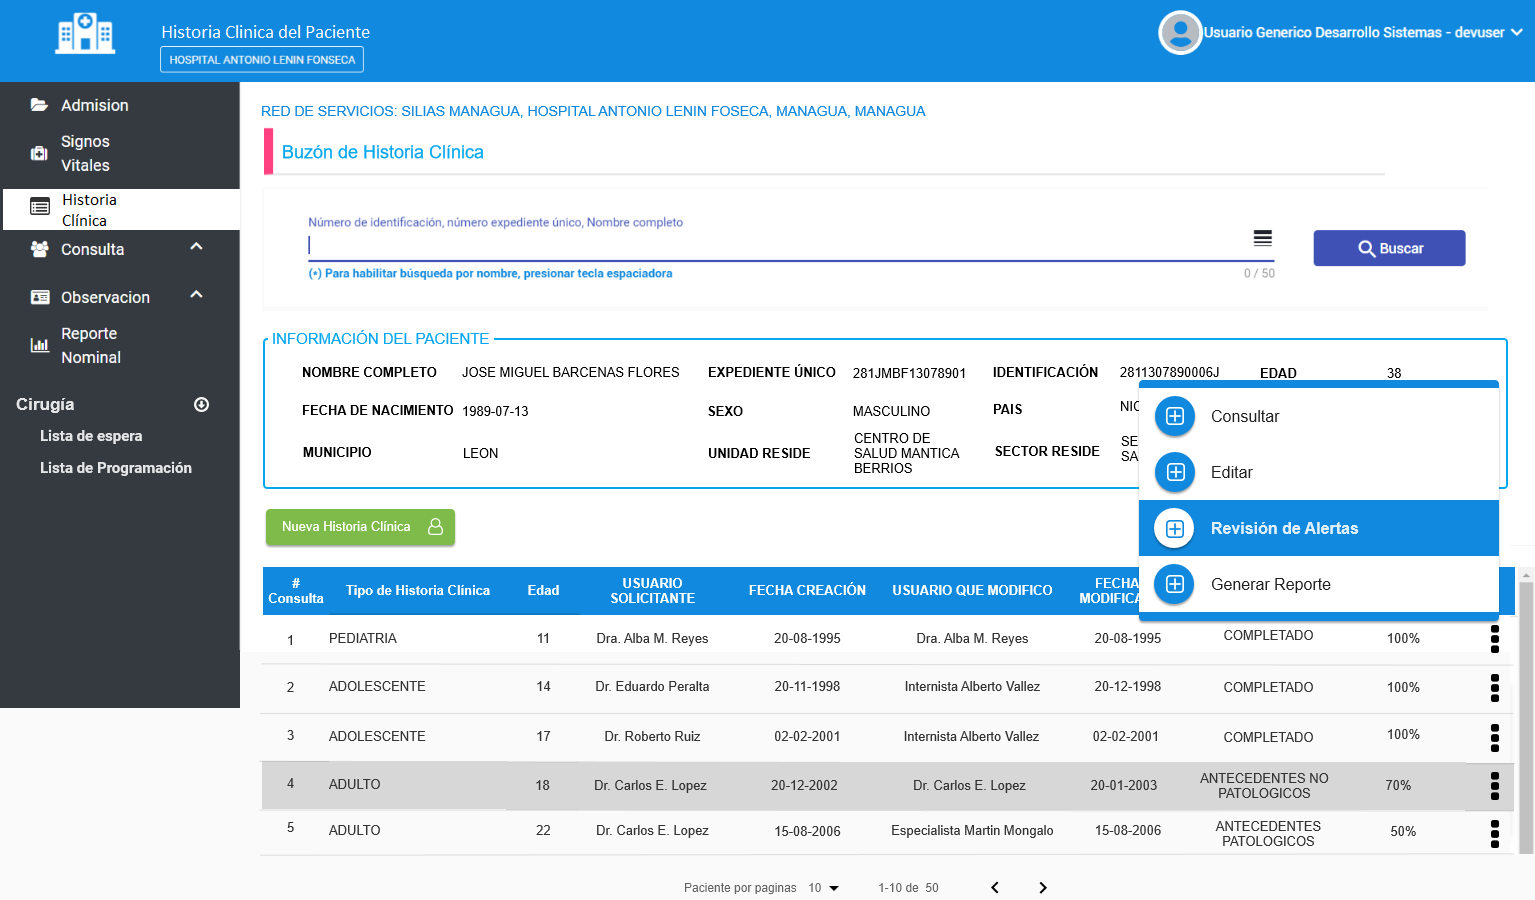 Historia Clinica del Paciente
HOSPITAL ANTONIO LENIN FONSECA
Usuario Generico Desarrollo Sistemas - devuser
Admision
Signos
Vitales
Historia
Clínica
Consulta
Observacion
Reporte
Nominal
Cirugía
Lista de espera
Lista de Programación
RED DE SERVICIOS: SILIAS MANAGUA, HOSPITAL ANTONIO LENIN FOSECA, MANAGUA, MANAGUA
Buzón de Historia Clínica
Número de identificación, número expediente único, Nombre completo
Buscar
(*) Para habilitar búsqueda por nombre, presionar tecla espaciadora
0 / 50
INFORMACIÓN DEL PACIENTE
NOMBRE COMPLETO JOSE MIGUEL BARCENAS FLORES EXPEDIENTE ÚNICO 281JMBF13078901 IDENTIFICACIÓN 2811307890006J EDAD 38
FECHA DE NACIMIENTO 1989-07-13 SEXO MASCULINO PAIS NIC
MUNICIPIO LEON UNIDAD RESIDE CENTRO DE SALUD MANTICA BERRIOS SECTOR RESIDE SE SA
Consultar
Editar
Revisión de Alertas
Generar Reporte
Nueva Historia Clínica
# Consulta Tipo de Historia Clínica Edad USUARIO SOLICITANTE FECHA CREACIÓN USUARIO QUE MODIFICO FECHA MODIFICA
1 PEDIATRIA 11 Dra. Alba M. Reyes 20-08-1995 Dra. Alba M. Reyes 20-08-1995 COMPLETADO 100%
2 ADOLESCENTE 14 Dr. Eduardo Peralta 20-11-1998 Internista Alberto Vallez 20-12-1998 COMPLETADO 100%
3 ADOLESCENTE 17 Dr. Roberto Ruiz 02-02-2001 Internista Alberto Vallez 02-02-2001 COMPLETADO 100%
4 ADULTO 18 Dr. Carlos E. Lopez 20-12-2002 Dr. Carlos E. Lopez 20-01-2003 ANTECEDENTES NO PATOLOGICOS 70%
5 ADULTO 22 Dr. Carlos E. Lopez 15-08-2006 Especialista Martin Mongalo 15-08-2006 ANTECEDENTES PATOLOGICOS 50%
Paciente por paginas 10 1-10 de 50